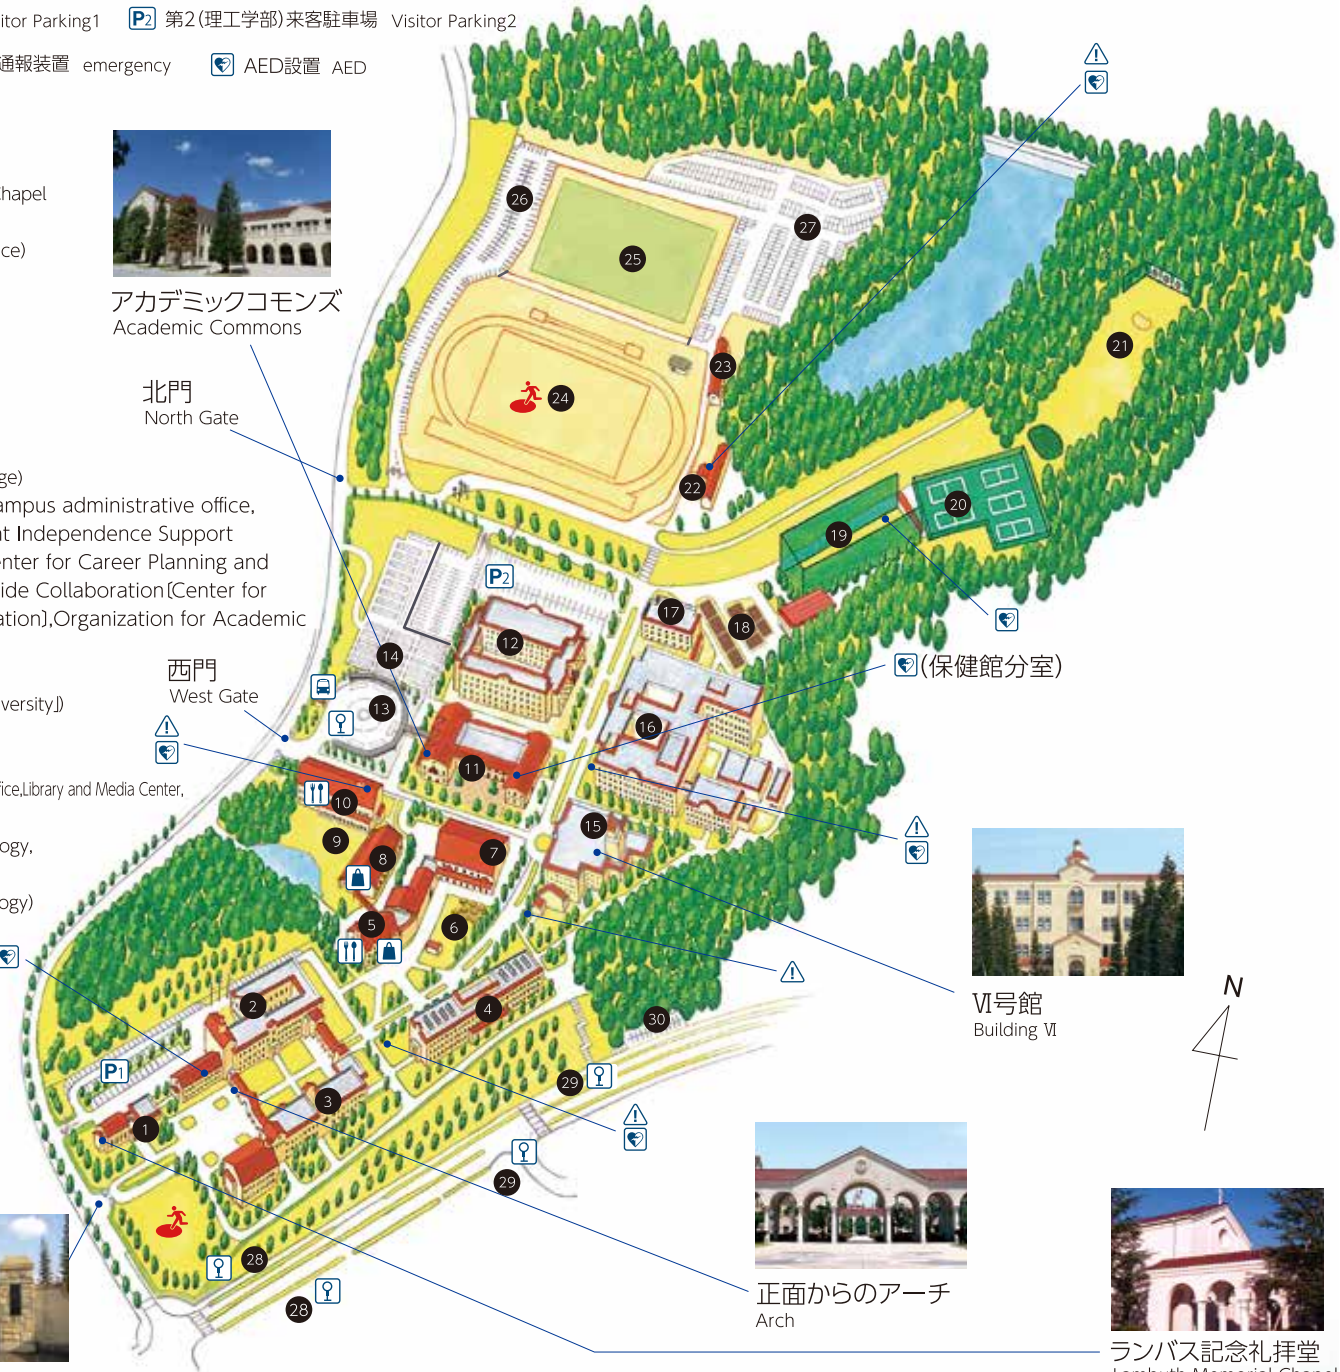 itor Parking1 P2 第2(理工学部)来客駐車場 Visitor Parking2
通報装置 emergency AED設置 AED
Chapel
ce)
アカデミックコモンズ
Academic Commons
北門
North Gate
ge)
ampus administrative office,
nt Independence Support
enter for Career Planning and
ide Collaboration[Center for
ation],Organization for Academic
西門
West Gate
versity])
fice,Library and Media Center,
ogy,
ogy)
26
25
27
24
23
22
21
20
19
P2
17
18
12
14
13
16
(保健館分室)
11
10
9
8
7
15
5
6
2
4
30
P1
3
29
1
29
28
28
VI号館
Building VI
N
正面からのアーチ
Arch
ランバス記念礼拝堂
Lambuth Memorial Chapel